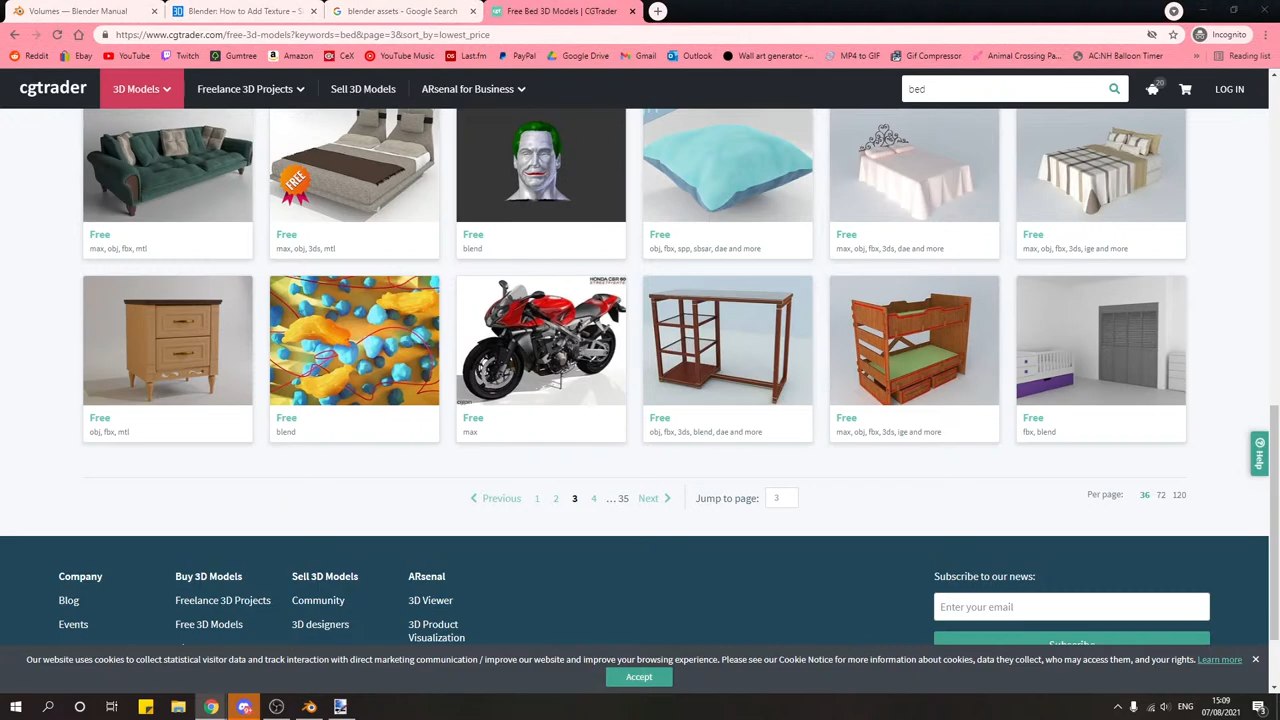 Volumes — Blender Manual
Blender: How to Add Texture – S
blender assets - Google Search
Free Bed 3D Models | CGTrader
https://www.cgtrader.com/free-3d-models?keywords=bed&page=3&sort_by=lowest_price
Incognito
Reddit
Ebay
YouTube
Twitch
Gumtree
Amazon
CeX
YouTube Music
Last.fm
PayPal
Google Drive
Gmail
Outlook
Wall art generator -...
MP4 to GIF
Gif Compressor
Animal Crossing Pa...
AC:NH Balloon Time
Reading list
cgtrader
3D Models
Freelance 3D Projects
Sell 3D Models
ARsenal for Business
bed
20
LOG IN
FREE
Free
max, obj, fbx, mtl
Free
max, obj, 3ds, mtl
Free
blend
Free
obj, fbx, spp, sbsar, dae and more
Free
max, obj, fbx, 3ds, dae and more
Free
max, obj, fbx, 3ds, ige and more
HONDA CBR 60
Free
obj, fbx, mtl
Free
blend
Free
max
Free
obj, fbx, 3ds, blend, dae and more
Free
max, obj, fbx, 3ds, ige and more
Free
fbx, blend
Help
Previous 1 2 3 4 ... 35 Next
Jump to page: 3
Per page: 36 72 120
Company
Blog
Events
Buy 3D Models
Freelance 3D Projects
Free 3D Models
Sell 3D Models
Community
3D designers
ARsenal
3D Viewer
3D Product
Visualization
Subscribe to our news:
Enter your email
Subscribe
Our website uses cookies to collect statistical visitor data and track interaction with direct marketing communication / improve our website and improve your browsing experience. Please see our Cookie Notice for more information about cookies, data they collect, who may access them, and your rights. Learn more
Accept
ENG
15:09
07/08/2021
3